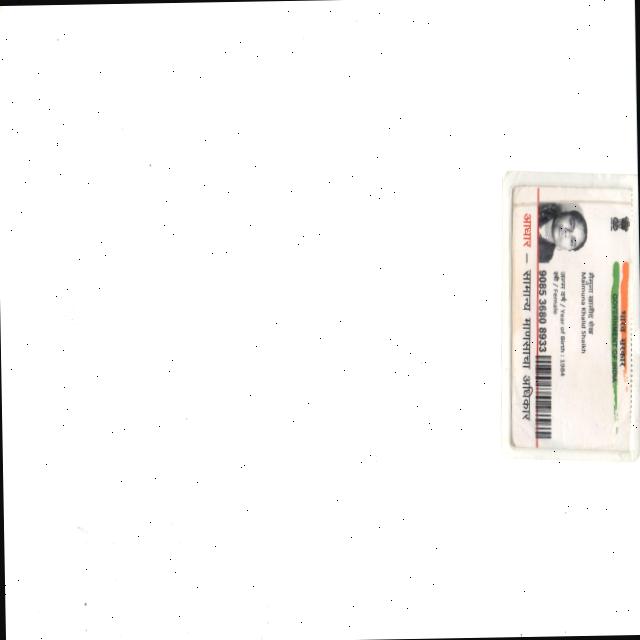 भारत सरकार
GOVERNMENT OF INDIA
मैमुना खालीद शेख
Maimuna Khalid Shaikh
जन्म वर्ष / Year of Birth : 1984
स्त्री / Female
9085 3680 8933
आधार — सामान्य माणसाचा अधिकार